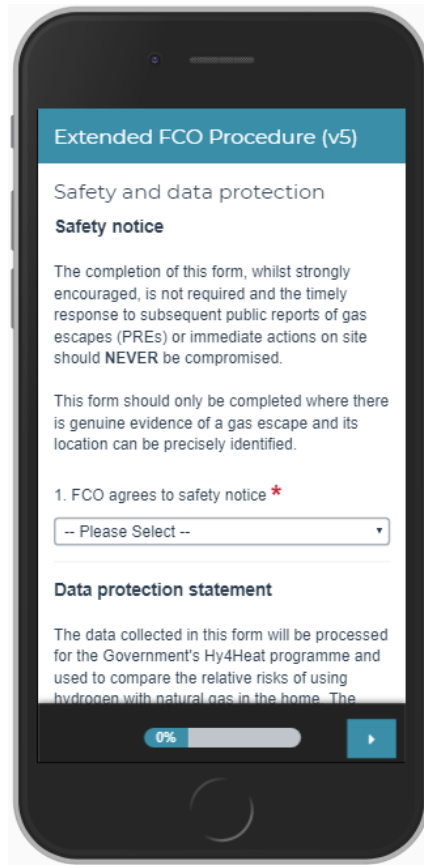 Extended FCO Procedure (v5)
Safety and data protection
Safety notice
The completion of this form, whilst strongly
encouraged, is not required and the timely
response to subsequent public reports of gas
escapes (PREs) or immediate actions on site
should NEVER be compromised.
This form should only be completed where there
is genuine evidence of a gas escape and its
location can be precisely identified.
1. FCO agrees to safety notice *
-- Please Select --
Data protection statement
The data collected in this form will be processed
for the Government's Hy4Heat programme and
used to compare the relative risks of using
hydrogen with natural gas in the home. The
0%